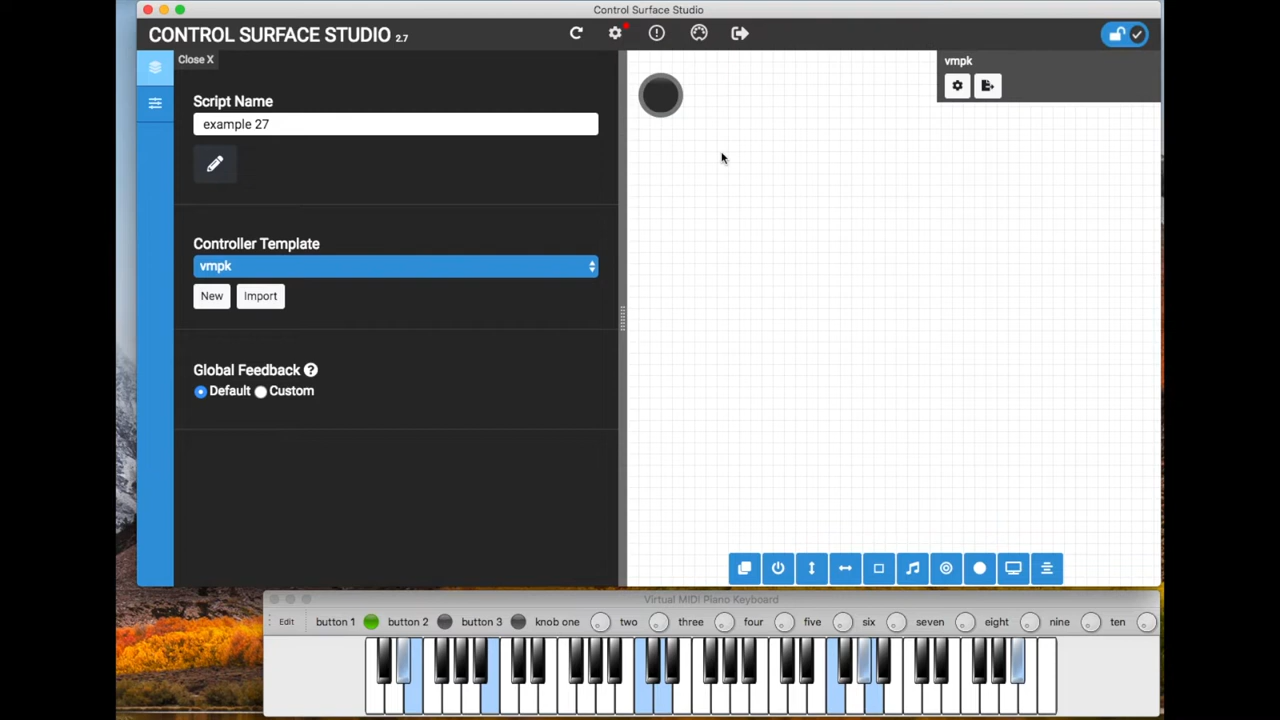 Control Surface Studio
CONTROL SURFACE STUDIO 2.7
Close X
vmpk
Script Name
example 27
Controller Template
vmpk
New Import
Global Feedback ?
Default Custom
Virtual MIDI Piano Keyboard
Edit button 1 button 2 button 3 knob one two three four five six seven eight nine ten